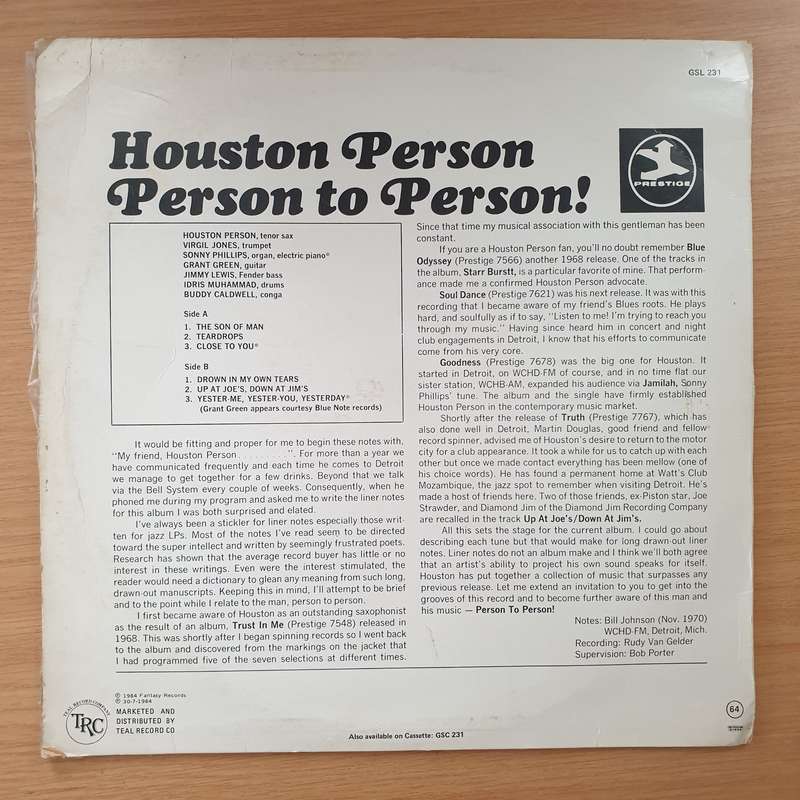 GSL 231
Houston Person
Person to Person!
PRESTIGE
HOUSTON PERSON, tenor sax
VIRGIL JONES, trumpet
SONNY PHILLIPS, organ, electric piano*
GRANT GREEN, guitar
JIMMY LEWIS, Fender bass
IDRIS MUHAMMAD, drums
BUDDY CALDWELL, conga
Side A
1. THE SON OF MAN
2. TEARDROPS
3. CLOSE TO YOU*
Side B
1. DROWN IN MY OWN TEARS
2. UP AT JOE'S, DOWN AT JIM'S
3. YESTER-ME, YESTER-YOU, YESTERDAY*
(Grant Green appears courtesy Blue Note records)
It would be fitting and proper for me to begin these notes with,
"My friend, Houston Person . . . . . . . . .". For more than a year we
have communicated frequently and each time he comes to Detroit
we manage to get together for a few drinks. Beyond that we talk
via the Bell System every couple of weeks. Consequently, when he
phoned me during my program and asked me to write the liner notes
for this album I was both surprised and elated.
I've always been a stickler for liner notes especially those writ-
ten for jazz LPs. Most of the notes I've read seem to be directed
toward the super intellect and written by seemingly frustrated poets.
Research has shown that the average record buyer has little or no
interest in these writings. Even were the interest stimulated, the
reader would need a dictionary to glean any meaning from such long,
drawn-out manuscripts. Keeping this in mind, I'll attempt to be brief
and to the point while I relate to the man, person to person.
I first became aware of Houston as an outstanding saxophonist
as the result of an album, Trust In Me (Prestige 7548) released in
1968. This was shortly after I began spinning records so I went back
to the album and discovered from the markings on the jacket that
I had programmed five of the seven selections at different times.
Since that time my musical association with this gentleman has been
constant.
If you are a Houston Person fan, you'll no doubt remember Blue
Odyssey (Prestige 7566) another 1968 release. One of the tracks in
the album, Starr Burstt, is a particular favorite of mine. That perform-
ance made me a confirmed Houston Person advocate.
Soul Dance (Prestige 7621) was his next release. It was with this
recording that I became aware of my friend's Blues roots. He plays
hard, and soulfully as if to say, "Listen to me! I'm trying to reach you
through my music." Having since heard him in concert and night
club engagements in Detroit, I know that his efforts to communicate
come from his very core.
Goodness (Prestige 7678) was the big one for Houston. It
started in Detroit, on WCHD-FM of course, and in no time flat our
sister station, WCHB-AM, expanded his audience via Jamilah, Sonny
Phillips' tune. The album and the single have firmly established
Houston Person in the contemporary music market.
Shortly after the release of Truth (Prestige 7767), which has
also done well in Detroit, Martin Douglas, good friend and fellow
record spinner, advised me of Houston's desire to return to the motor
city for a club appearance. It took a while for us to catch up with each
other but once we made contact everything has been mellow (one of
his choice words). He has found a permanent home at Watt's Club
Mozambique, the jazz spot to remember when visiting Detroit. He's
made a host of friends here. Two of those friends, ex-Piston star, Joe
Strawder, and Diamond Jim of the Diamond Jim Recording Company
are recalled in the track Up At Joe's/Down At Jim's.
All this sets the stage for the current album. I could go about
describing each tune but that would make for long drawn-out liner
notes. Liner notes do not an album make and I think we'll both agree
that an artist's ability to project his own sound speaks for itself.
Houston has put together a collection of music that surpasses any
previous release. Let me extend an invitation to you to get into the
grooves of this record and to become further aware of this man and
his music — Person To Person!
Notes: Bill Johnson (Nov. 1970)
WCHD-FM, Detroit, Mich.
Recording: Rudy Van Gelder
Supervision: Bob Porter
TEAL RECORD COMPANY
TRC
℗ 1984 Fantasy Records
℗ 30-7-1984
MARKETED AND
DISTRIBUTED BY
TEAL RECORD CO
Also available on Cassette: GSC 231
64